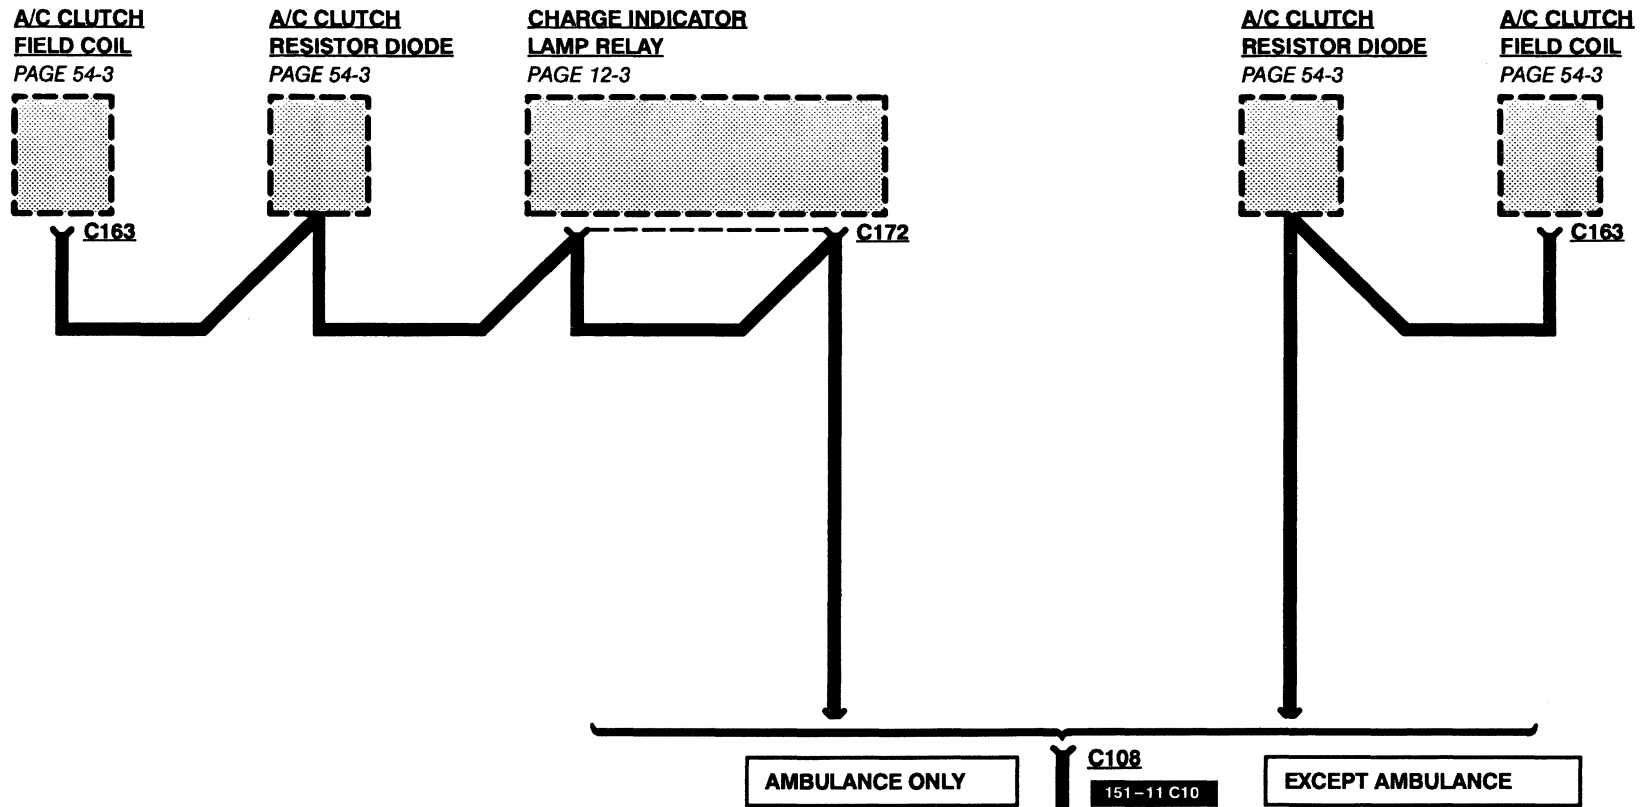 A/C CLUTCH
FIELD COIL
PAGE 54-3
A/C CLUTCH
RESISTOR DIODE
PAGE 54-3
CHARGE INDICATOR
LAMP RELAY
PAGE 12-3
A/C CLUTCH
RESISTOR DIODE
PAGE 54-3
A/C CLUTCH
FIELD COIL
PAGE 54-3
C163
C172
C163
C108
AMBULANCE ONLY
151–11 C10
EXCEPT AMBULANCE